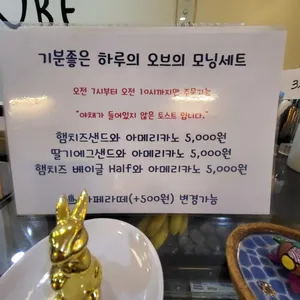 기분좋은 하루의 오브의 모닝세트
오전 7시부터 오전 10시까지만 주문가능
"야채가 들어있지 않은 토스트 입니다."
햄치즈샌드와 아메리카노 5,000원
딸기에그샌드와 아메리카노 5,000원
햄치즈 베이글 Half와 아메리카노 5,000원
카페라떼(+500원) 변경가능